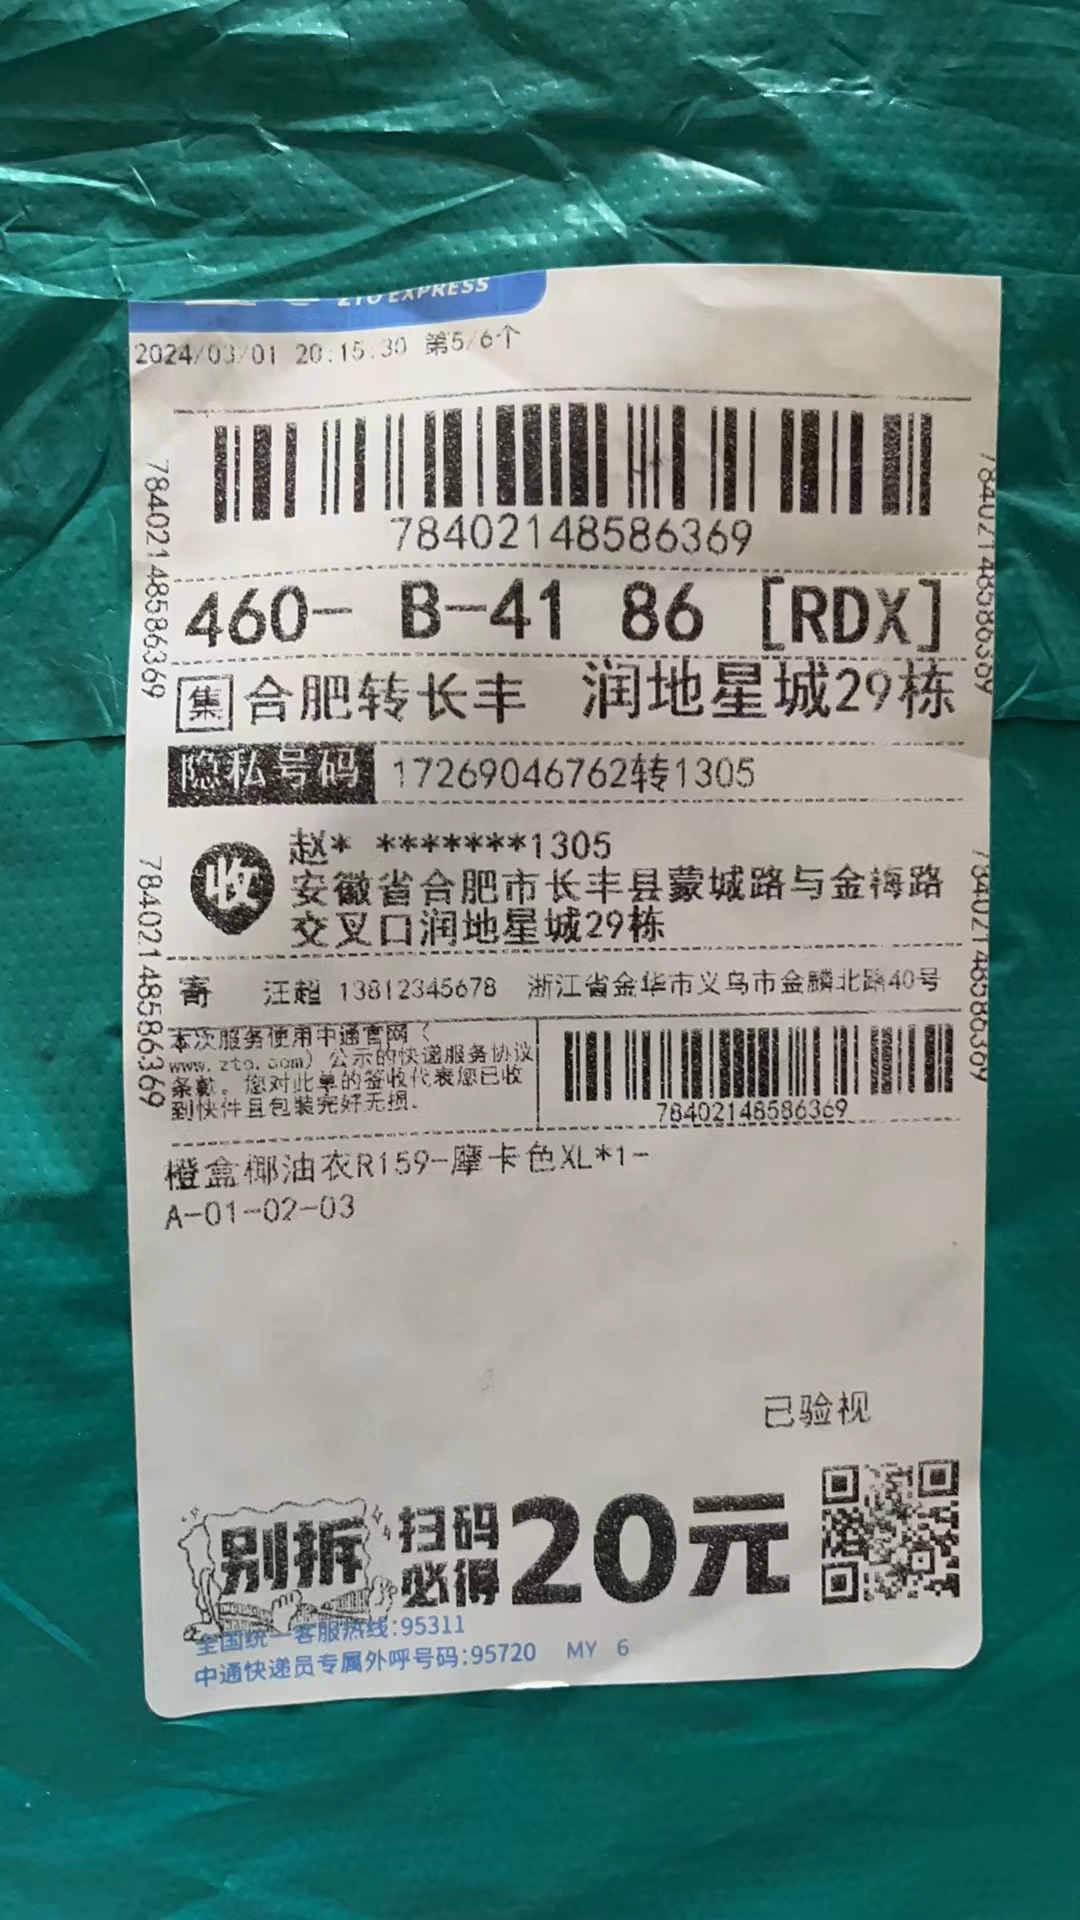 ZTO EXPRESS
2024/03/01 20:15:30 第5/6个
78402148586369
78402148586369
78402148586369
460- B-41 86 [RDX]
集 合肥转长丰 润地星城29栋
隐私号码 17269046762转1305
收 赵* *******1305
安徽省合肥市长丰县蒙城路与金梅路
交叉口润地星城29栋
78402148586369
78402148586369
寄 汪超 13812345678 浙江省金华市义乌市金麟北路40号
本次服务使用中通官网（
www.zto.com）公示的快递服务协议
条款。您对此单的签收代表您已收
到快件且包装完好无损。
78402148586369
橙盒椰油衣R159-摩卡色XL*1-
A-01-02-03
已验视
别拆 扫码
必得 20元
全国统一客服热线:95311
中通快递员专属外呼号码:95720 MY 6